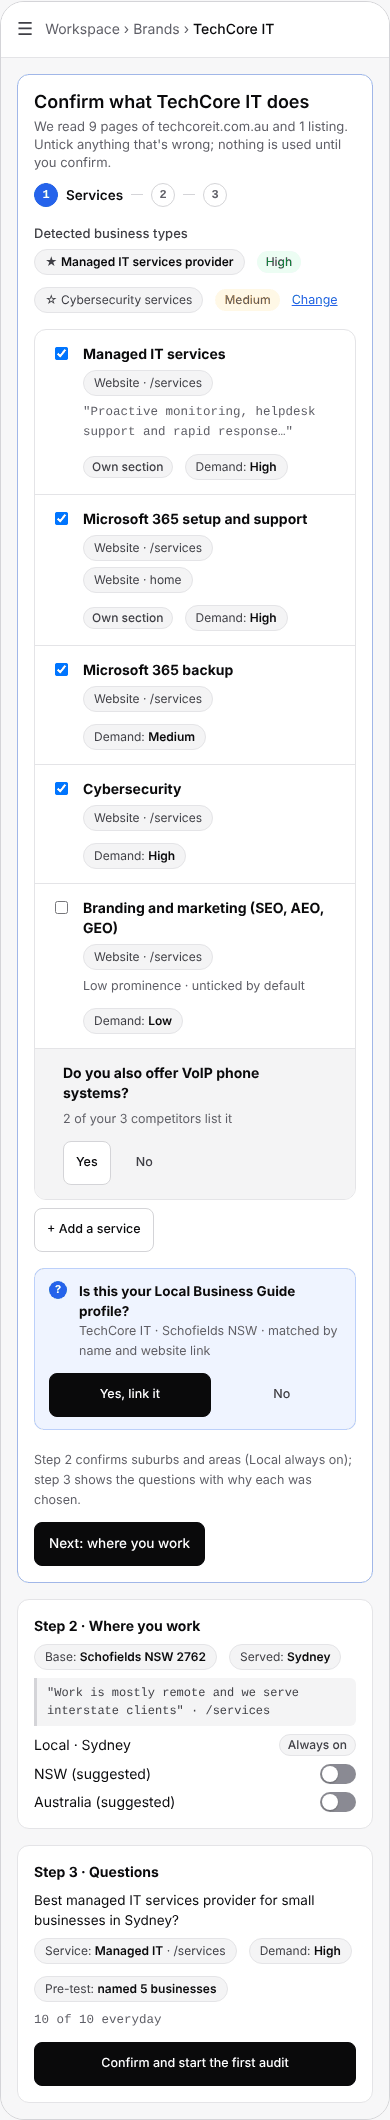 ☰ Workspace › Brands › TechCore IT
Confirm what TechCore IT does
We read 9 pages of techcoreit.com.au and 1 listing.
Untick anything that's wrong; nothing is used until
you confirm.
1 Services — 2 — 3
Detected business types
★ Managed IT services provider High
☆ Cybersecurity services Medium Change
Managed IT services
Website · /services
"Proactive monitoring, helpdesk
support and rapid response…"
Own section Demand: High
Microsoft 365 setup and support
Website · /services
Website · home
Own section Demand: High
Microsoft 365 backup
Website · /services
Demand: Medium
Cybersecurity
Website · /services
Demand: High
Branding and marketing (SEO, AEO,
GEO)
Website · /services
Low prominence · unticked by default
Demand: Low
Do you also offer VoIP phone
systems?
2 of your 3 competitors list it
Yes No
+ Add a service
? Is this your Local Business Guide
profile?
TechCore IT · Schofields NSW · matched by
name and website link
Yes, link it No
Step 2 confirms suburbs and areas (Local always on);
step 3 shows the questions with why each was
chosen.
Next: where you work
Step 2 · Where you work
Base: Schofields NSW 2762 Served: Sydney
"Work is mostly remote and we serve
interstate clients" · /services
Local · Sydney Always on
NSW (suggested)
Australia (suggested)
Step 3 · Questions
Best managed IT services provider for small
businesses in Sydney?
Service: Managed IT · /services Demand: High
Pre-test: named 5 businesses
10 of 10 everyday
Confirm and start the first audit